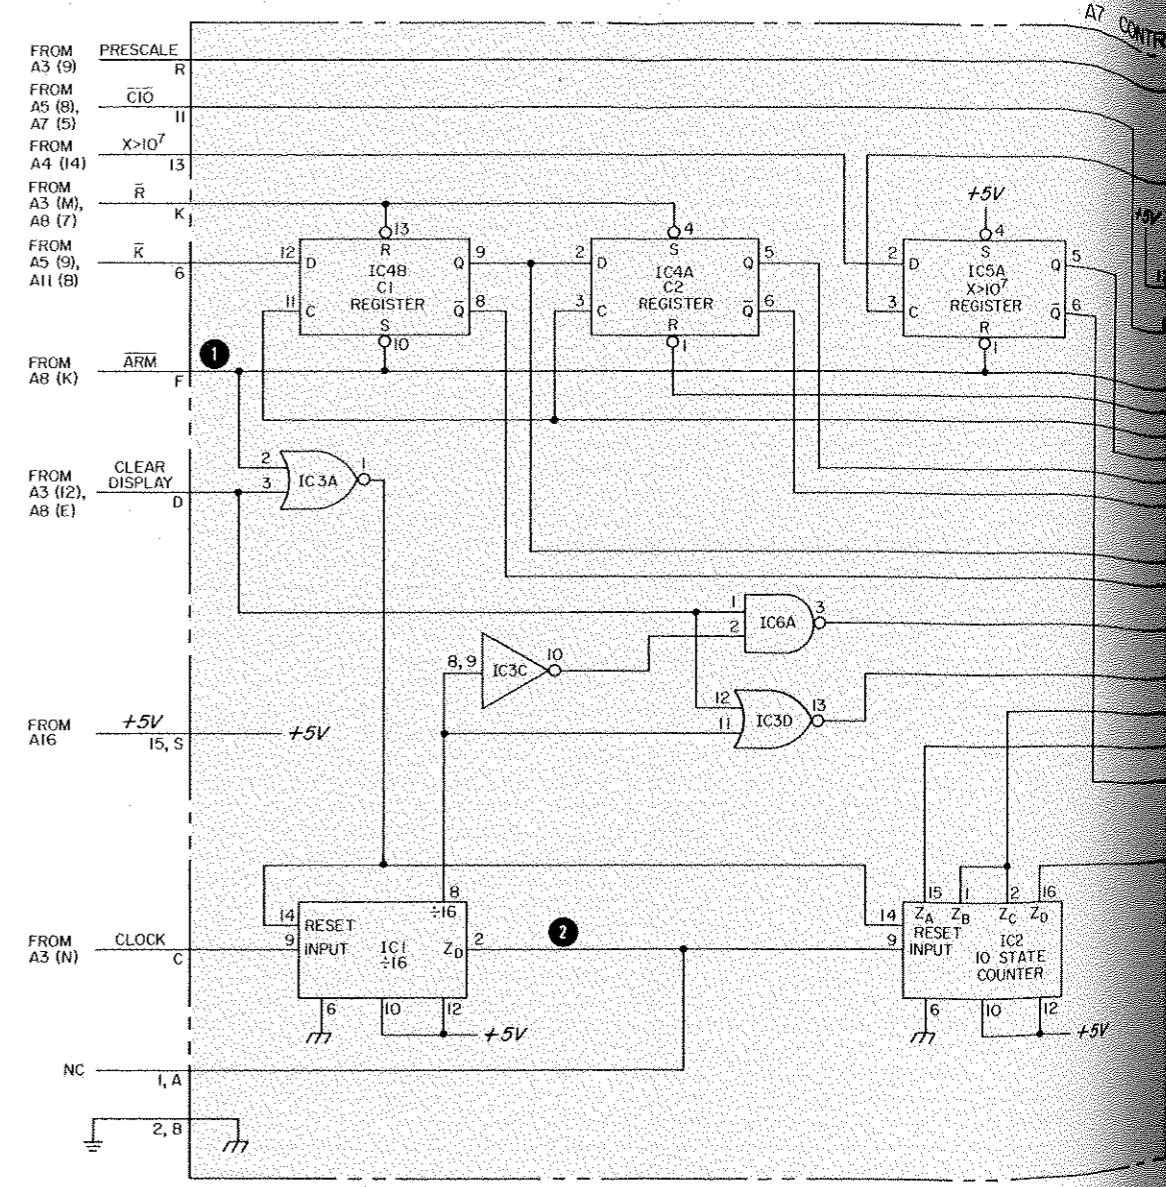 A7 CONTR
FROM
A3 (9)
PRESCALE
R
FROM
A5 (8),
A7 (5)
C̅I̅O̅
11
FROM
A4 (14)
X>10⁷
13
FROM
A3 (M),
A8 (7)
R̅
K
FROM
A5 (9),
A11 (8)
K̅
6
12
D
13
R
IC4B
C1
REGISTER
S
10
Q
9
Q̅
8
11
C
2
D
4
S
IC4A
C2
REGISTER
R
1
Q
5
Q̅
6
3
C
+5V
4
2
D
S
IC5A
X>10⁷
REGISTER
R
1
Q
5
Q̅
6
3
C
+5V
1
FROM
A8 (K)
A̅R̅M̅
F
FROM
A3 (12),
A8 (E)
CLEAR
DISPLAY
D
2
3
IC3A
1
1
2
IC6A
3
8, 9
IC3C
10
12
11
IC3D
13
FROM
A16
+5V
15, S
+5V
FROM
A3 (N)
CLOCK
C
14
9
RESET
INPUT
8
÷16
IC1
÷16
Z_D
2
6
10
12
+5V
2
14
9
15
1
2
16
Z_A
Z_B
Z_C
Z_D
RESET
INPUT
IC2
10 STATE
COUNTER
6
10
12
+5V
NC
1, A
2, B